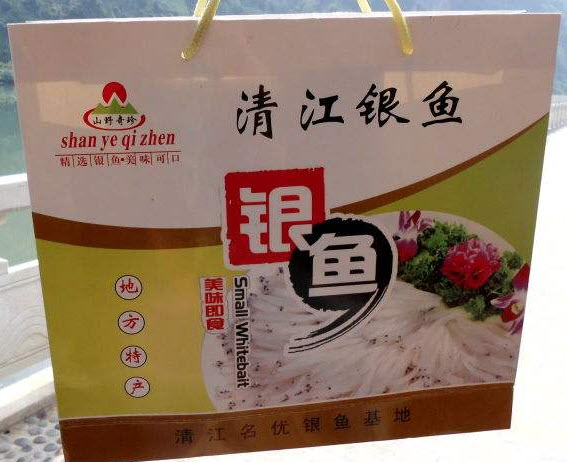 山野奇珍
shan ye qi zhen
精选银鱼·美味可口
清江银鱼
银鱼
美味即食
Small Whitebait
地方特产
清江名优银鱼基地